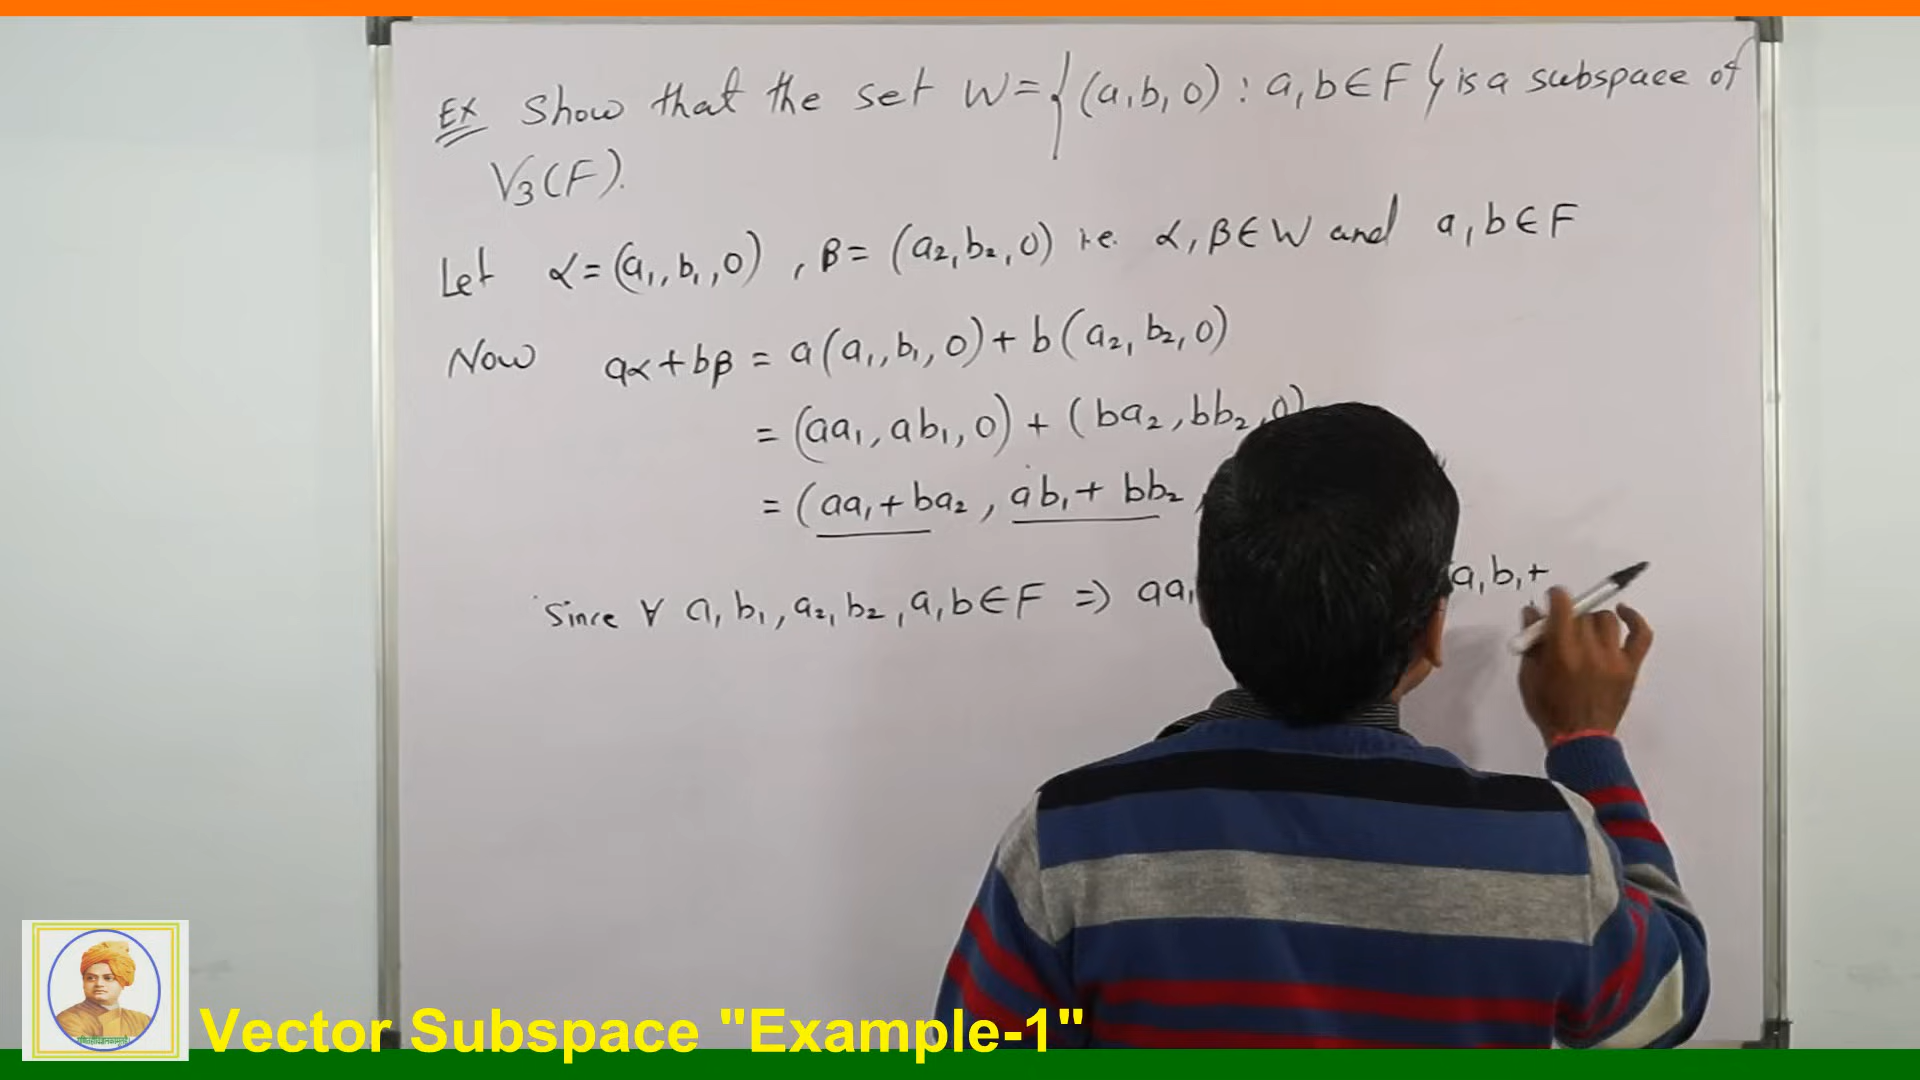 Ex Show that the set W = {(a, b, 0) : a, b ∈ F} is a subspace of
V₃(F).
Let α = (a₁, b₁, 0), β = (a₂, b₂, 0) i.e. α, β ∈ W and a, b ∈ F
Now aα + bβ = a(a₁, b₁, 0) + b(a₂, b₂, 0)
= (aa₁, ab₁, 0) + (ba₂, bb₂, 0)
= (aa₁ + ba₂, ab₁ + bb₂
Since ∀ a₁ b₁, a₂, b₂, a, b ∈ F ⇒ aa₁ a₁b₁+
Vector Subspace "Example-1"